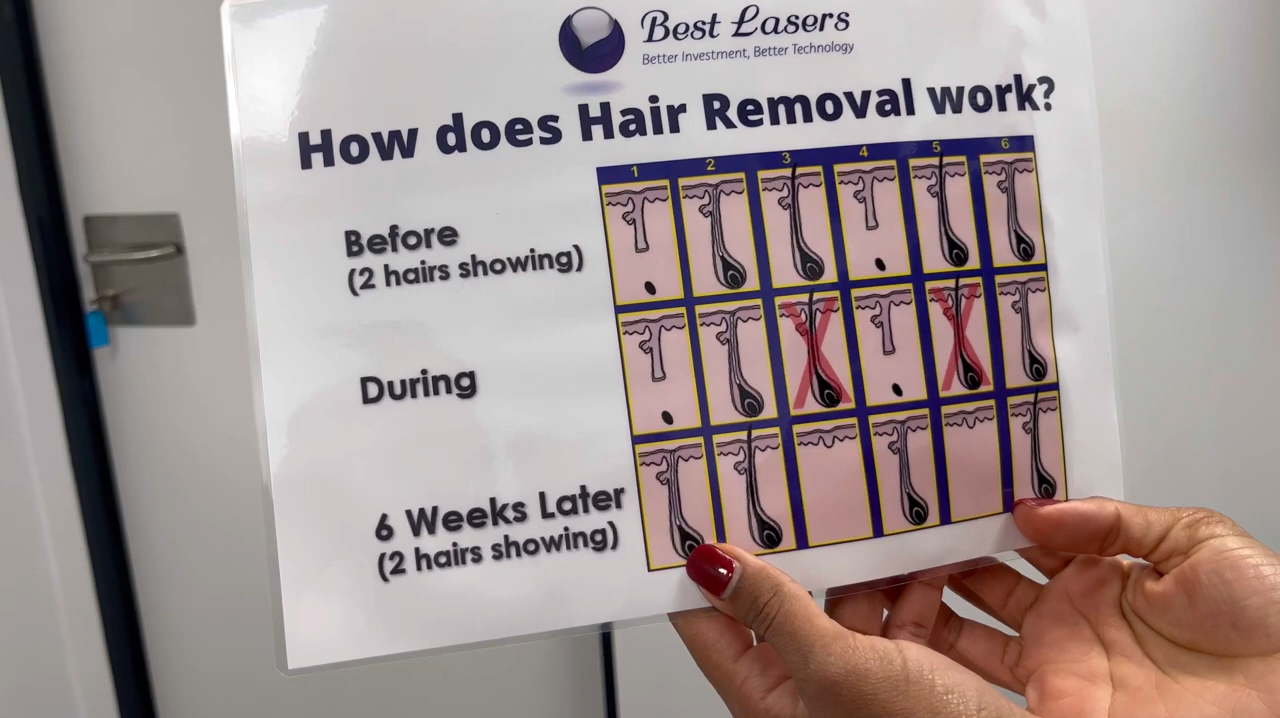 Best Lasers
Better Investment, Better Technology
How does Hair Removal work?
1 2 3 4 5 6
Before
(2 hairs showing)
During
6 Weeks Later
(2 hairs showing)